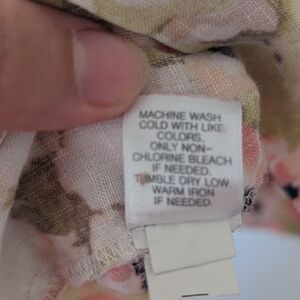 MACHINE WASH
COLD WITH LIKE
COLORS.
ONLY NON-
CHLORINE BLEACH
IF NEEDED.
TUMBLE DRY LOW.
WARM IRON
IF NEEDED.